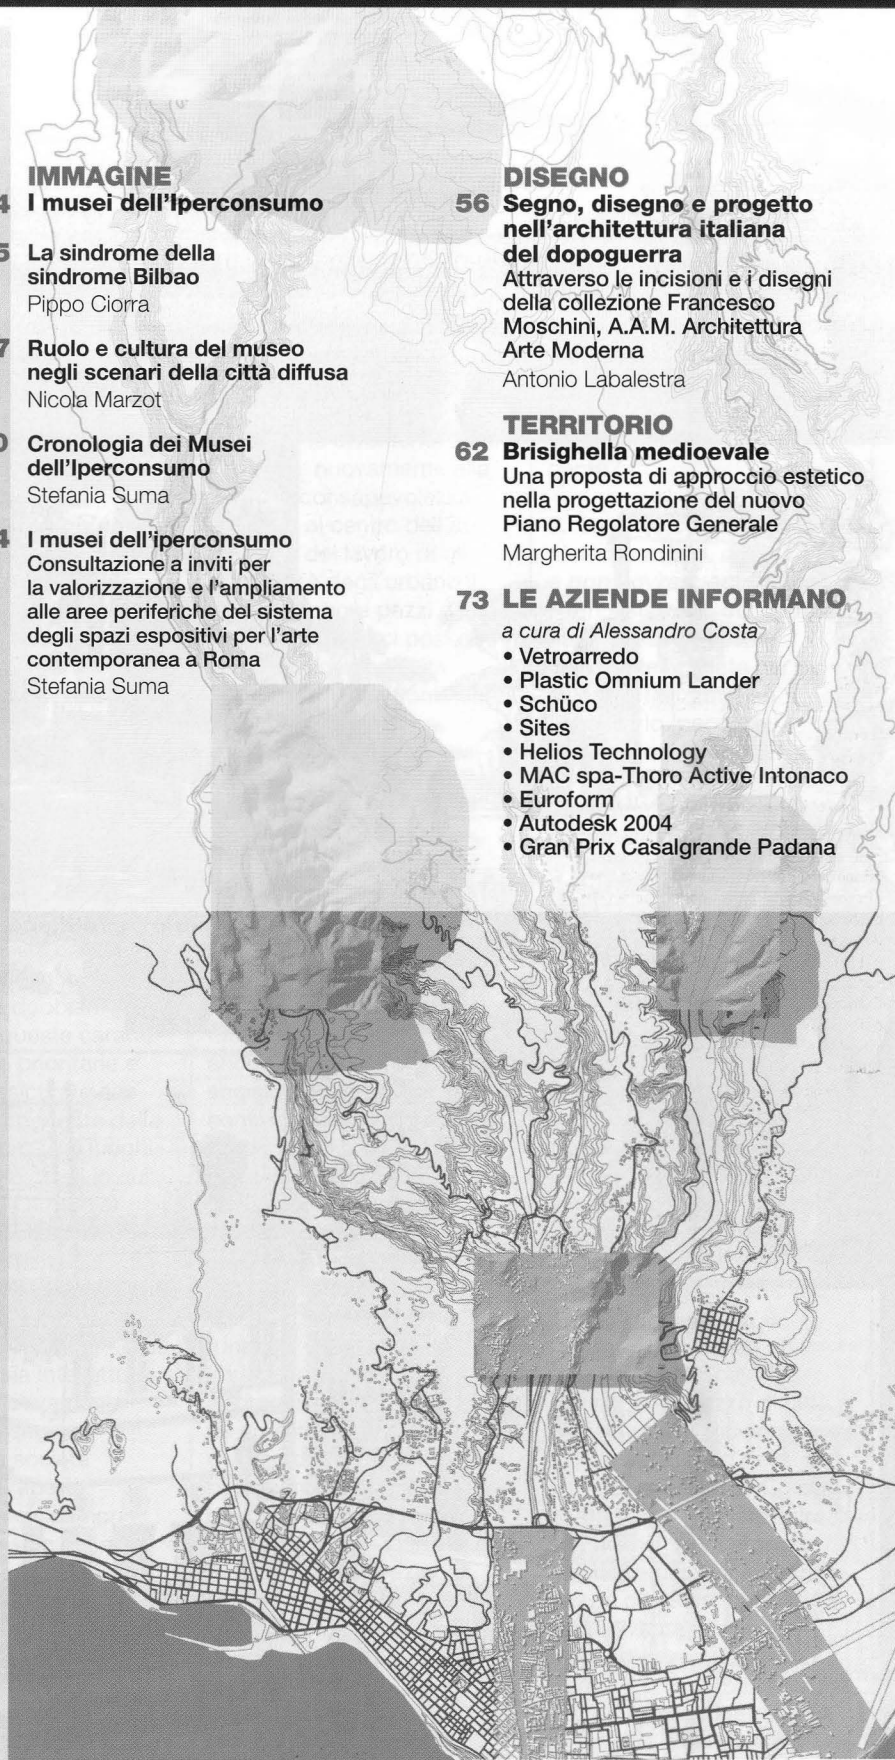 IMMAGINE
4 I musei dell'Iperconsumo
5 La sindrome della
sindrome Bilbao
Pippo Ciorra
7 Ruolo e cultura del museo
negli scenari della città diffusa
Nicola Marzot
0 Cronologia dei Musei
dell'Iperconsumo
Stefania Suma
4 I musei dell'iperconsumo
Consultazione a inviti per
la valorizzazione e l'ampliamento
alle aree periferiche del sistema
degli spazi espositivi per l'arte
contemporanea a Roma
Stefania Suma
DISEGNO
56 Segno, disegno e progetto
nell'architettura italiana
del dopoguerra
Attraverso le incisioni e i disegni
della collezione Francesco
Moschini, A.A.M. Architettura
Arte Moderna
Antonio Labalestra
TERRITORIO
62 Brisighella medioevale
Una proposta di approccio estetico
nella progettazione del nuovo
Piano Regolatore Generale
Margherita Rondinini
73 LE AZIENDE INFORMANO
a cura di Alessandro Costa
• Vetroarredo
• Plastic Omnium Lander
• Schüco
• Sites
• Helios Technology
• MAC spa-Thoro Active Intonaco
• Euroform
• Autodesk 2004
• Gran Prix Casalgrande Padana